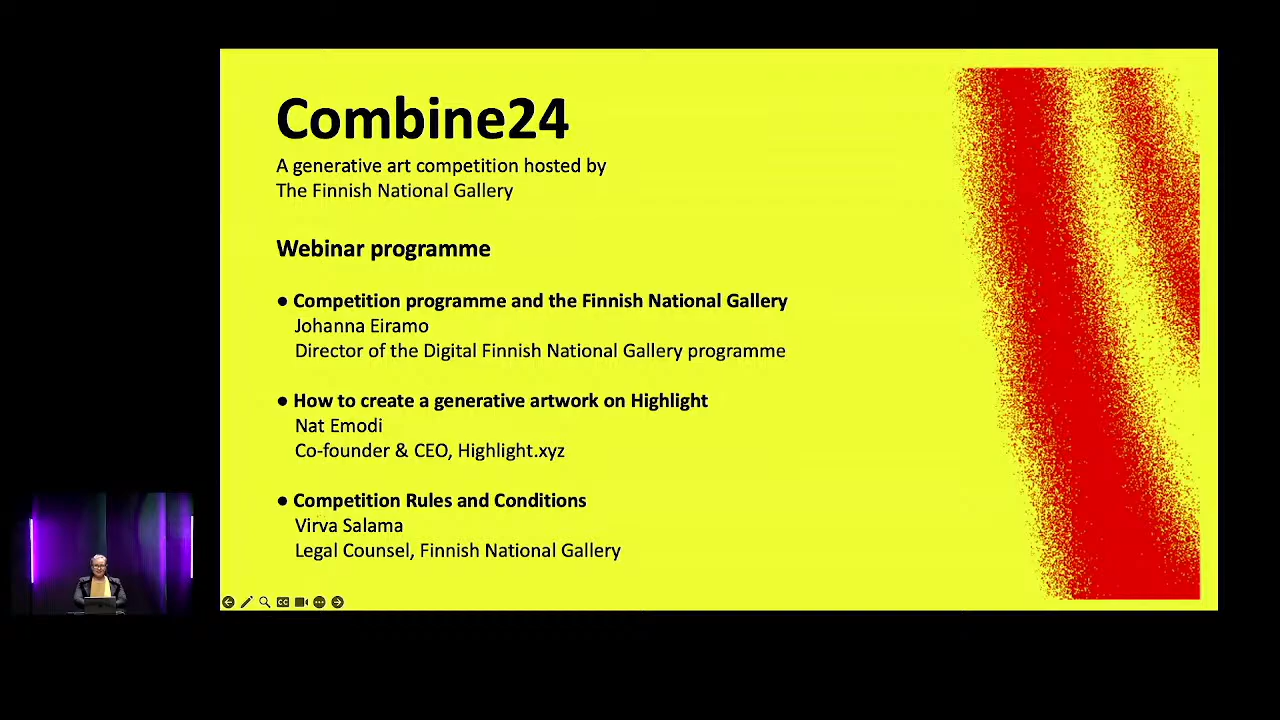 Combine24
A generative art competition hosted by
The Finnish National Gallery
Webinar programme
● Competition programme and the Finnish National Gallery
Johanna Eiramo
Director of the Digital Finnish National Gallery programme
● How to create a generative artwork on Highlight
Nat Emodi
Co-founder & CEO, Highlight.xyz
● Competition Rules and Conditions
Virva Salama
Legal Counsel, Finnish National Gallery